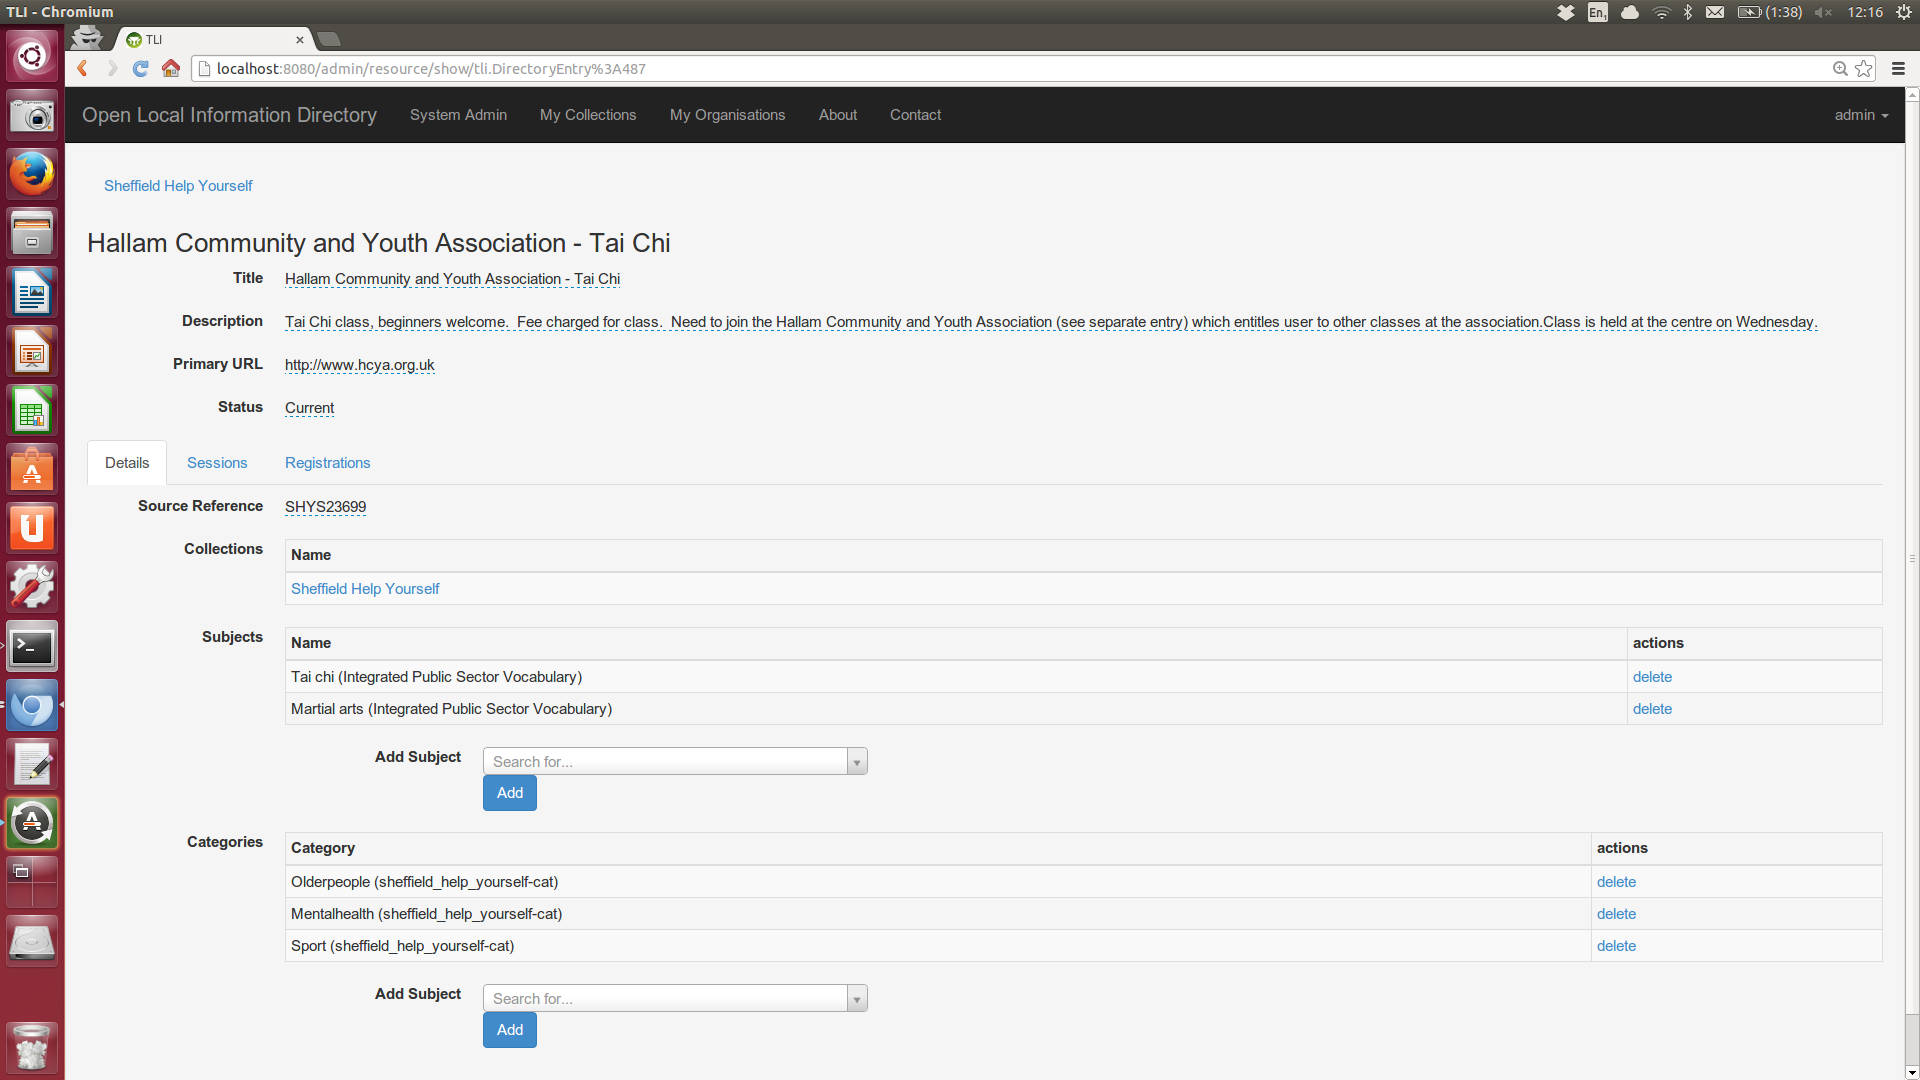 TLI - Chromium
En1
(1:38)
12:16
TLI
localhost:8080/admin/resource/show/tli.DirectoryEntry%3A487
Open Local Information Directory System Admin My Collections My Organisations About Contact admin
Sheffield Help Yourself
Hallam Community and Youth Association - Tai Chi
Title Hallam Community and Youth Association - Tai Chi
Description Tai Chi class, beginners welcome.  Fee charged for class.  Need to join the Hallam Community and Youth Association (see separate entry) which entitles user to other classes at the association.Class is held at the centre on Wednesday.
Primary URL http://www.hcya.org.uk
Status Current
Details Sessions Registrations
Source Reference SHYS23699
Collections Name
Sheffield Help Yourself
Subjects Name actions
Tai chi (Integrated Public Sector Vocabulary) delete
Martial arts (Integrated Public Sector Vocabulary) delete
Add Subject Search for...
Add
Categories Category actions
Olderpeople (sheffield_help_yourself-cat) delete
Mentalhealth (sheffield_help_yourself-cat) delete
Sport (sheffield_help_yourself-cat) delete
Add Subject Search for...
Add